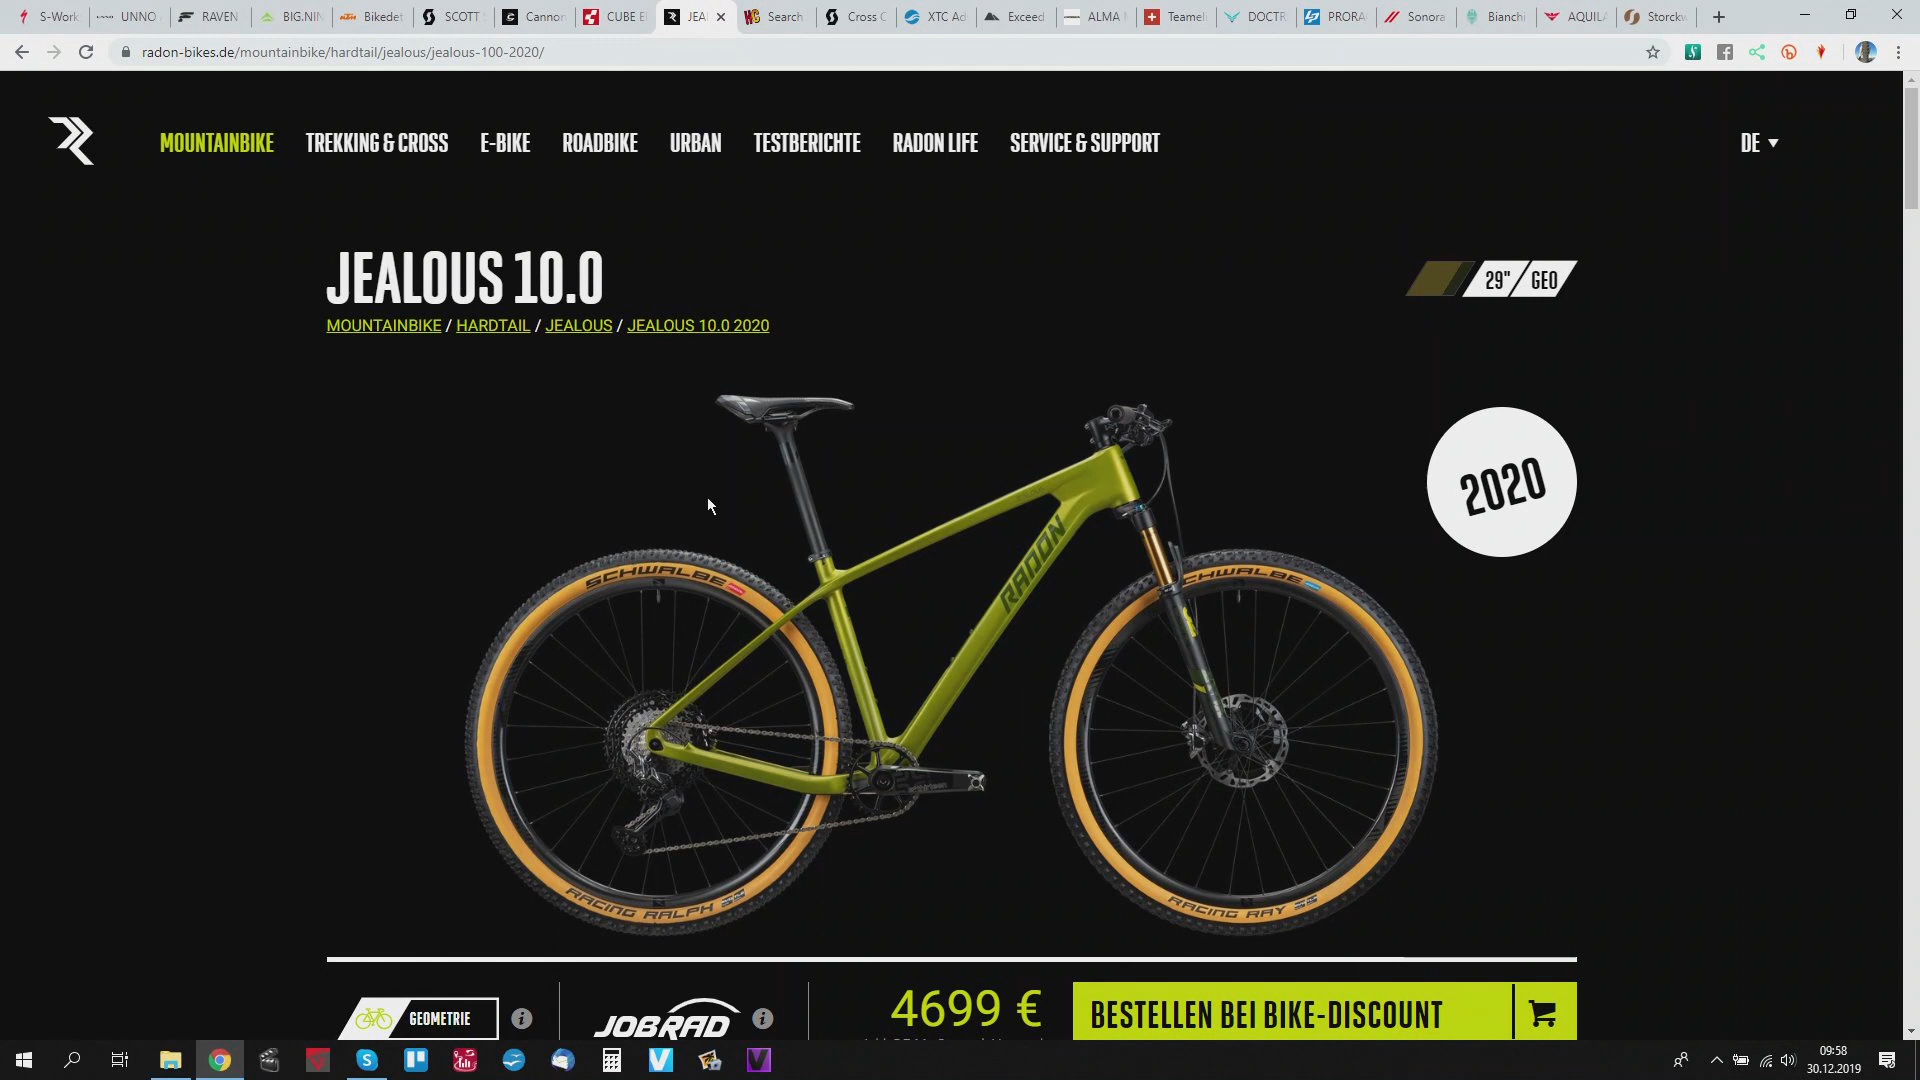 S-Work UNNO RAVEN BIG.NIN Bikedet SCOTT Cannon CUBE E JEA Search Cross C XTC Ad Exceed ALMA Teamel DOCTR PRORA Sonora Bianchi AQUILA Storckw
radon-bikes.de/mountainbike/hardtail/jealous/jealous-100-2020/
MOUNTAINBIKE TREKKING & CROSS E-BIKE ROADBIKE URBAN TESTBERICHTE RADON LIFE SERVICE & SUPPORT DE
JEALOUS 10.0
29" GEO
MOUNTAINBIKE / HARDTAIL / JEALOUS / JEALOUS 10.0 2020
2020
RADON
SCHWALBE
SCHWALBE
RACING RALPH
RACING RAY
GEOMETRIE
JOBRAD
4699 €
BESTELLEN BEI BIKE-DISCOUNT
09:58
30.12.2019